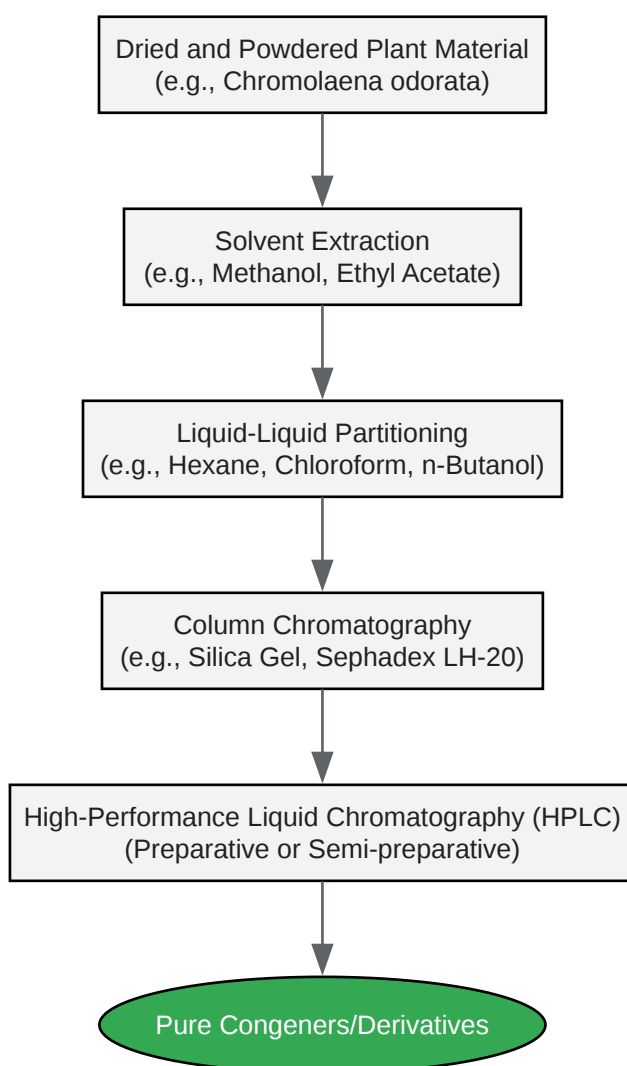 Dried and Powdered Plant Material
(e.g., Chromolaena odorata)
Solvent Extraction
(e.g., Methanol, Ethyl Acetate)
Liquid-Liquid Partitioning
(e.g., Hexane, Chloroform, n-Butanol)
Column Chromatography
(e.g., Silica Gel, Sephadex LH-20)
High-Performance Liquid Chromatography (HPLC)
(Preparative or Semi-preparative)
Pure Congeners/Derivatives